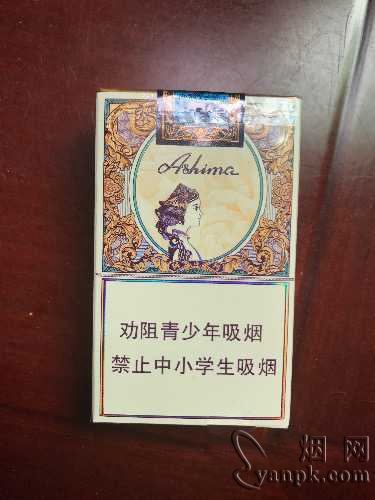 Ashima
劝阻青少年吸烟
禁止中小学生吸烟
烟网
yanpk.com